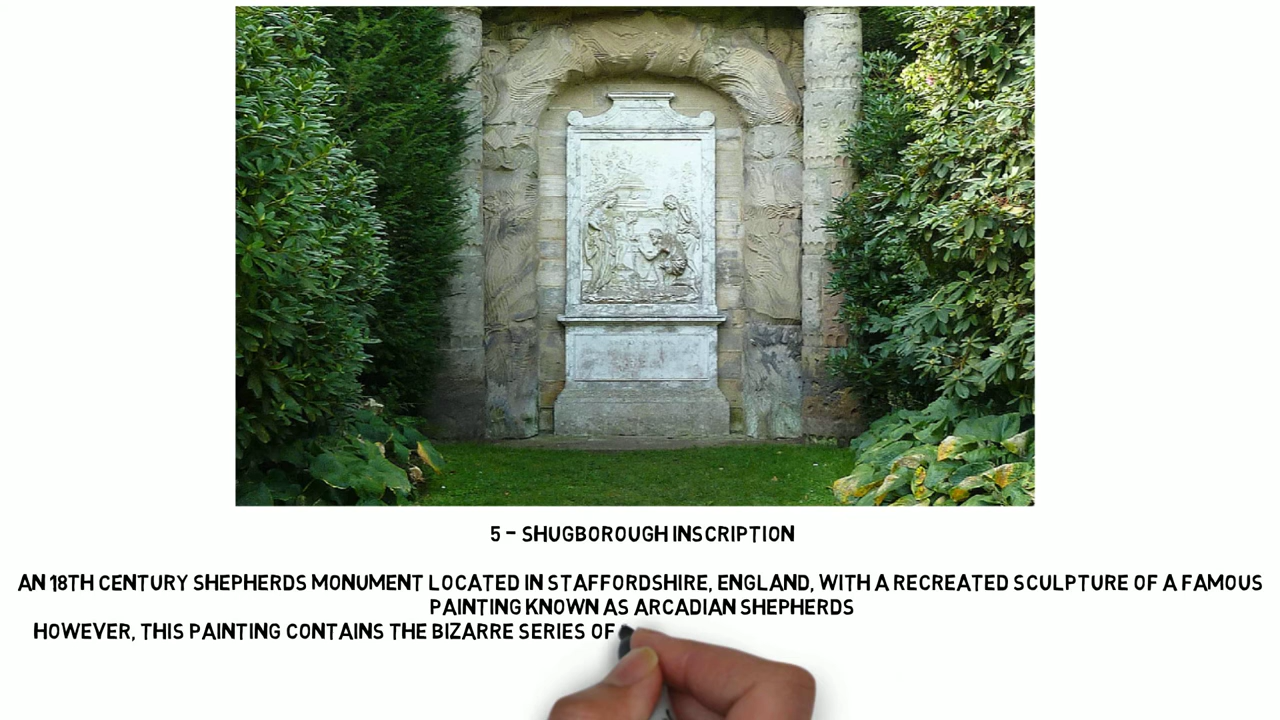 5 - SHUGBOROUGH INSCRIPTION
AN 18TH CENTURY SHEPHERDS MONUMENT LOCATED IN STAFFORDSHIRE, ENGLAND, WITH A RECREATED SCULPTURE OF A FAMOUS
PAINTING KNOWN AS ARCADIAN SHEPHERDS
HOWEVER, THIS PAINTING CONTAINS THE BIZARRE SERIES OF